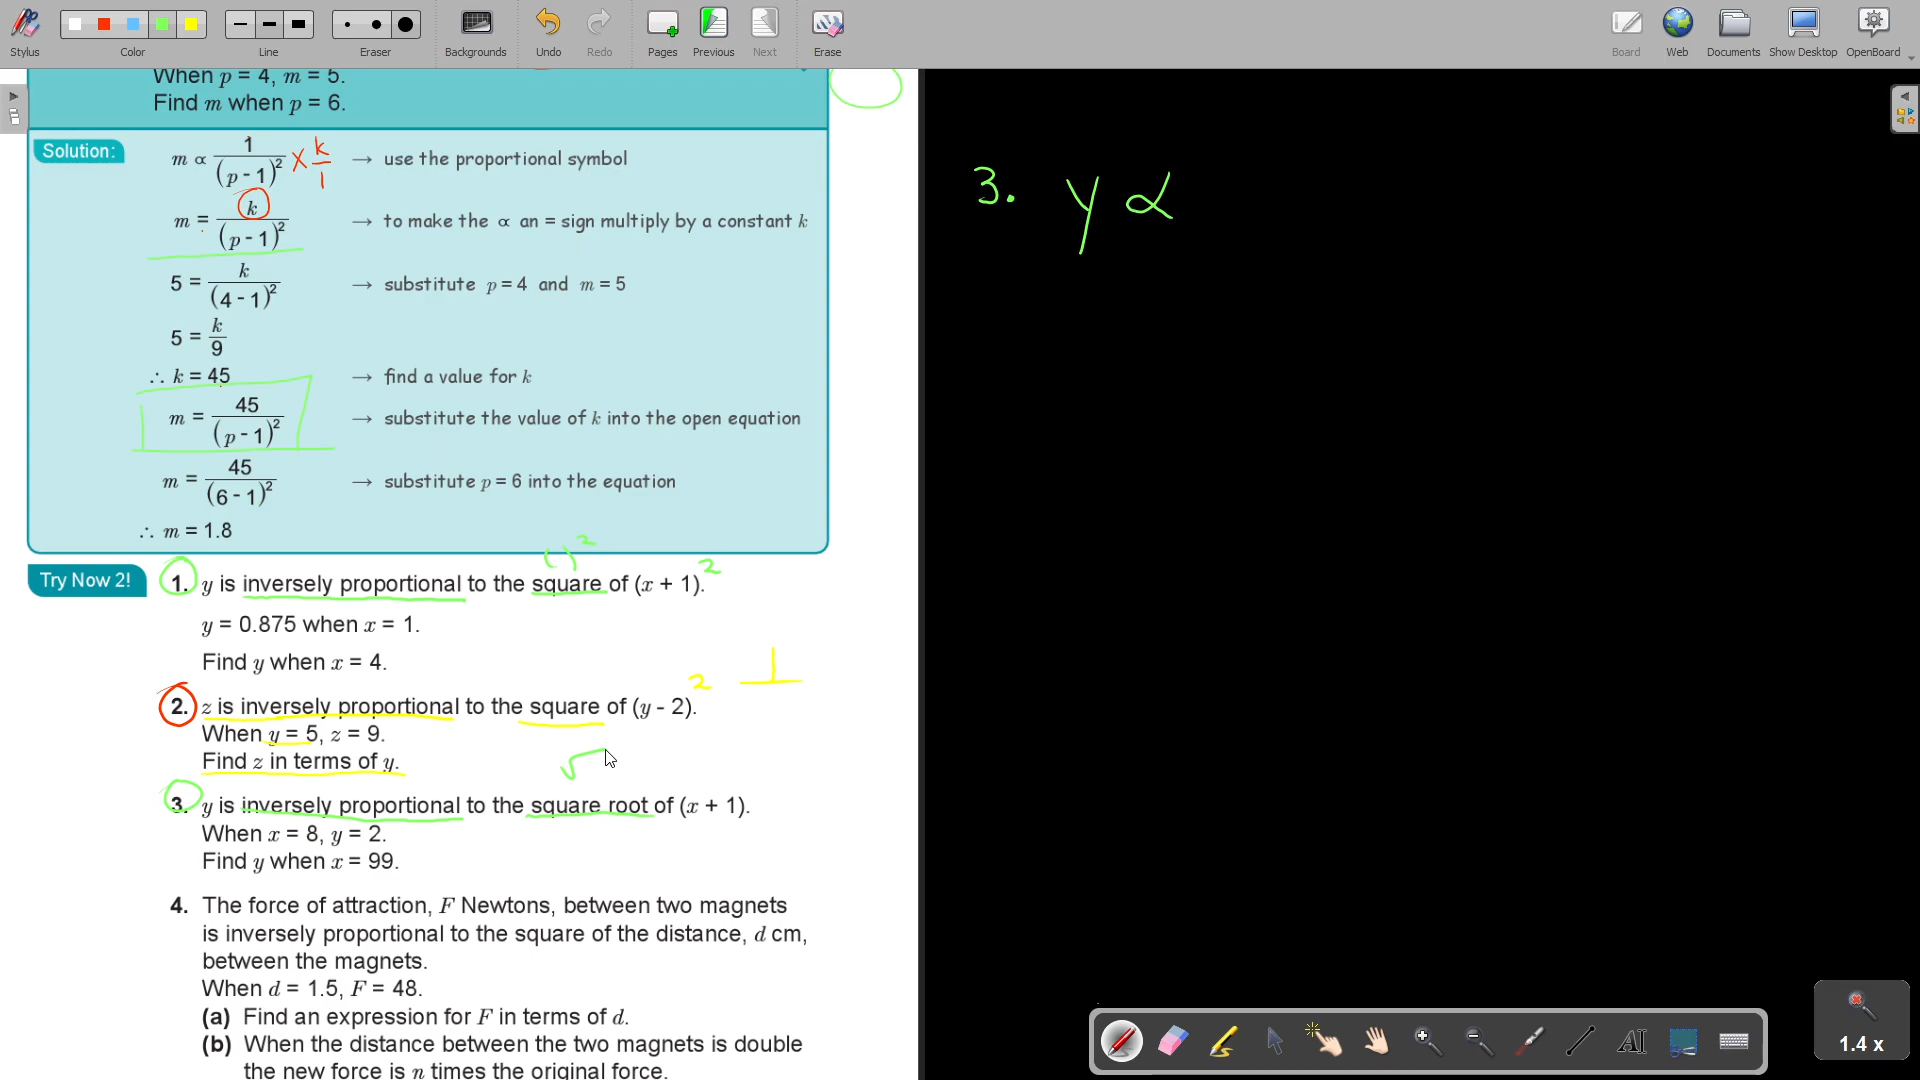 Stylus Color Line Eraser Backgrounds Undo Redo Pages Previous Next Erase Board Web Documents Show Desktop OpenBoard
When p = 4, m = 5.
Find m when p = 6.
Solution:
m ∝ 1/(p - 1)² × k/1 → use the proportional symbol
m = k/(p - 1)² → to make the ∝ an = sign multiply by a constant k
5 = k/(4 - 1)² → substitute p = 4 and m = 5
5 = k/9
∴ k = 45 → find a value for k
m = 45/(p - 1)² → substitute the value of k into the open equation
m = 45/(6 - 1)² → substitute p = 6 into the equation
∴ m = 1.8
( )²
Try Now 2! 1. y is inversely proportional to the square of (x + 1).²
y = 0.875 when x = 1.
Find y when x = 4.
1
2. z is inversely proportional to the square of (y - 2).²
When y = 5, z = 9.
Find z in terms of y.
√
3. y is inversely proportional to the square root of (x + 1).
When x = 8, y = 2.
Find y when x = 99.
4. The force of attraction, F Newtons, between two magnets
is inversely proportional to the square of the distance, d cm,
between the magnets.
When d = 1.5, F = 48.
(a) Find an expression for F in terms of d.
(b) When the distance between the two magnets is double
the new force is n times the original force.
3. y ∝
AI
1.4 x